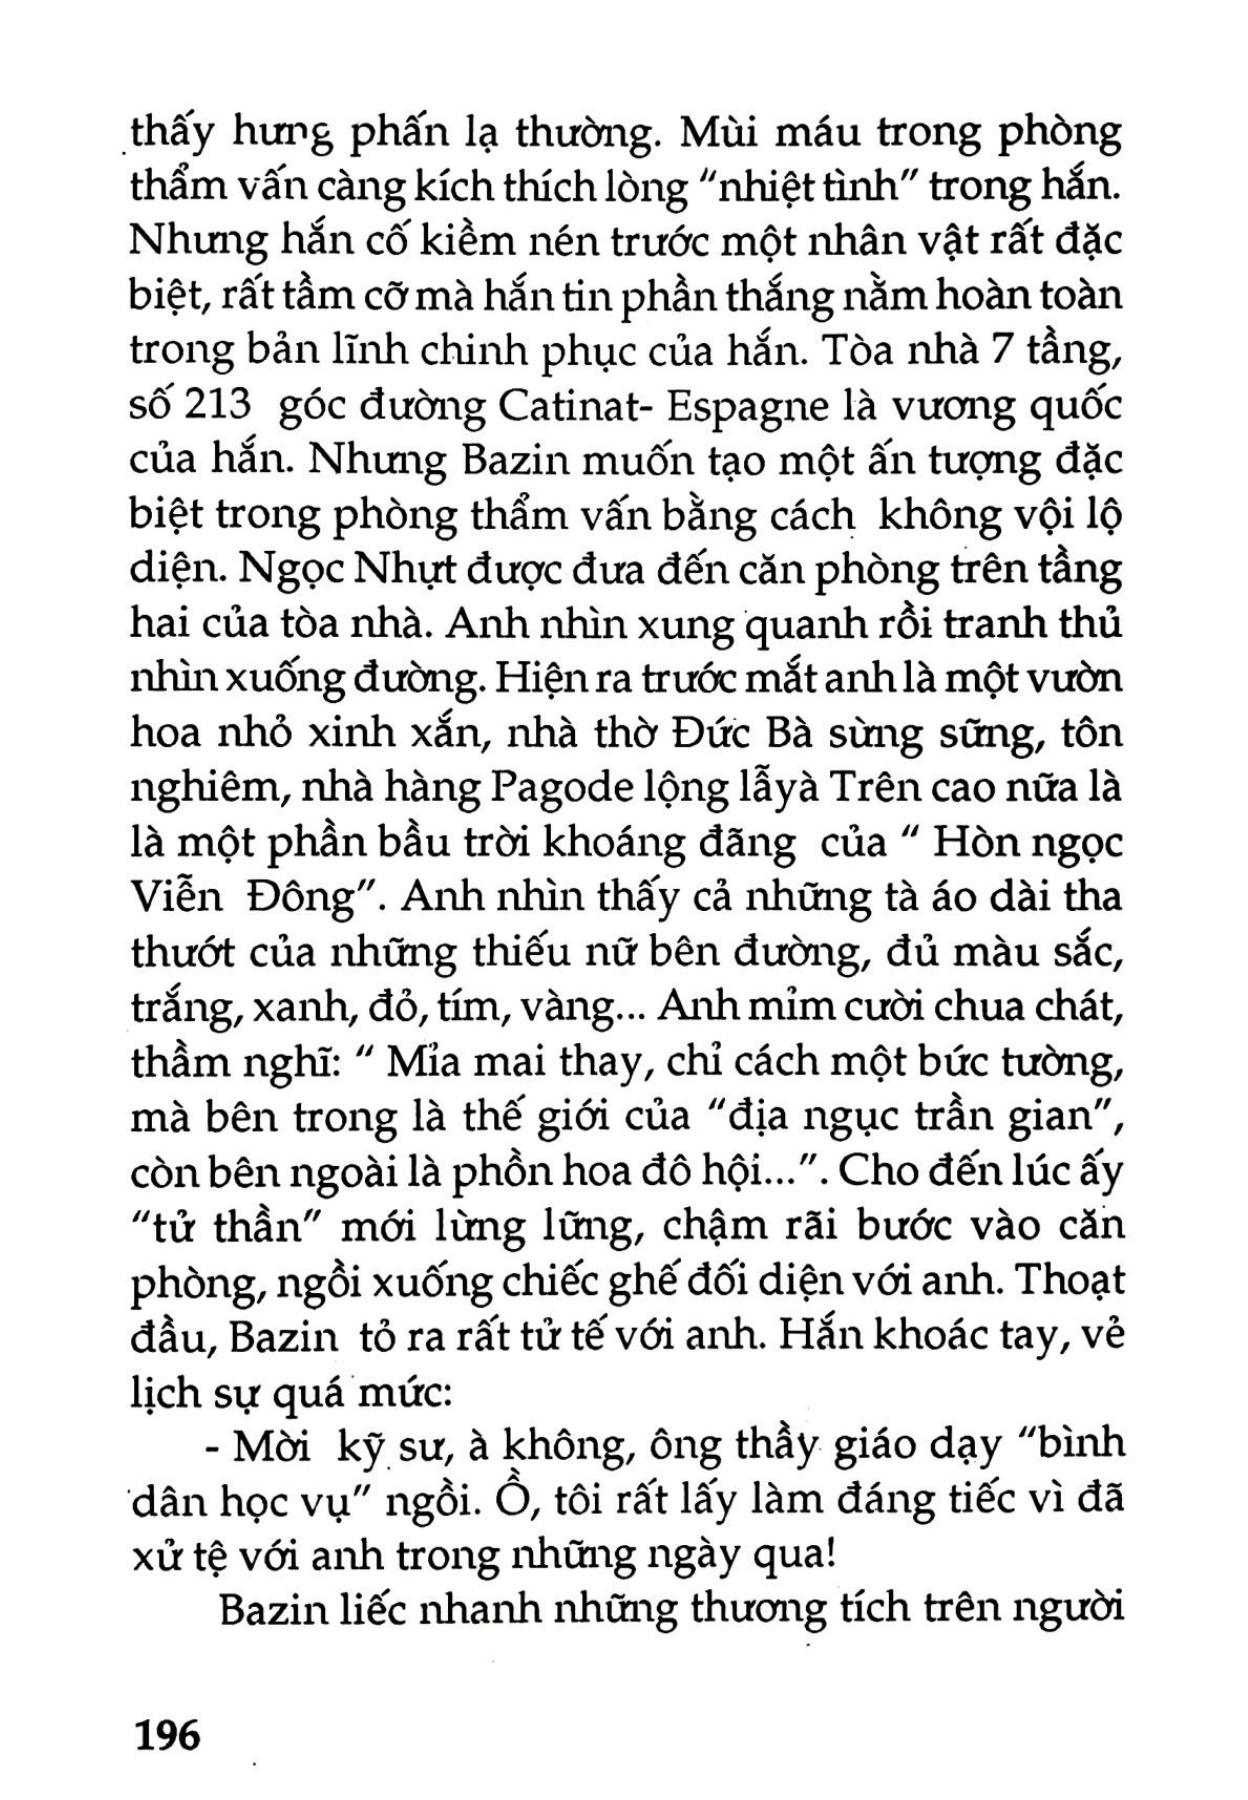 thấy hưng phấn lạ thường. Mùi máu trong phòng
thẩm vấn càng kích thích lòng "nhiệt tình" trong hắn.
Nhưng hắn cố kiềm nén trước một nhân vật rất đặc
biệt, rất tầm cỡ mà hắn tin phần thắng nằm hoàn toàn
trong bản lĩnh chinh phục của hắn. Tòa nhà 7 tầng,
số 213 góc đường Catinat- Espagne là vương quốc
của hắn. Nhưng Bazin muốn tạo một ấn tượng đặc
biệt trong phòng thẩm vấn bằng cách không vội lộ
diện. Ngọc Nhựt được đưa đến căn phòng trên tầng
hai của tòa nhà. Anh nhìn xung quanh rồi tranh thủ
nhìn xuống đường. Hiện ra trước mắt anh là một vườn
hoa nhỏ xinh xắn, nhà thờ Đức Bà sừng sững, tôn
nghiêm, nhà hàng Pagode lộng lẫyà Trên cao nữa là
là một phần bầu trời khoáng đãng của " Hòn ngọc
Viễn Đông". Anh nhìn thấy cả những tà áo dài tha
thướt của những thiếu nữ bên đường, đủ màu sắc,
trắng, xanh, đỏ, tím, vàng... Anh mỉm cười chua chát,
thầm nghĩ: " Mỉa mai thay, chỉ cách một bức tường,
mà bên trong là thế giới của "địa ngục trần gian",
còn bên ngoài là phồn hoa đô hội...". Cho đến lúc ấy
"tử thần" mới lừng lững, chậm rãi bước vào căn
phòng, ngồi xuống chiếc ghế đối diện với anh. Thoạt
đầu, Bazin tỏ ra rất tử tế với anh. Hắn khoác tay, vẻ
lịch sự quá mức:
- Mời kỹ sư, à không, ông thầy giáo dạy "bình
dân học vụ" ngồi. Ồ, tôi rất lấy làm đáng tiếc vì đã
xử tệ với anh trong những ngày qua!
Bazin liếc nhanh những thương tích trên người
196